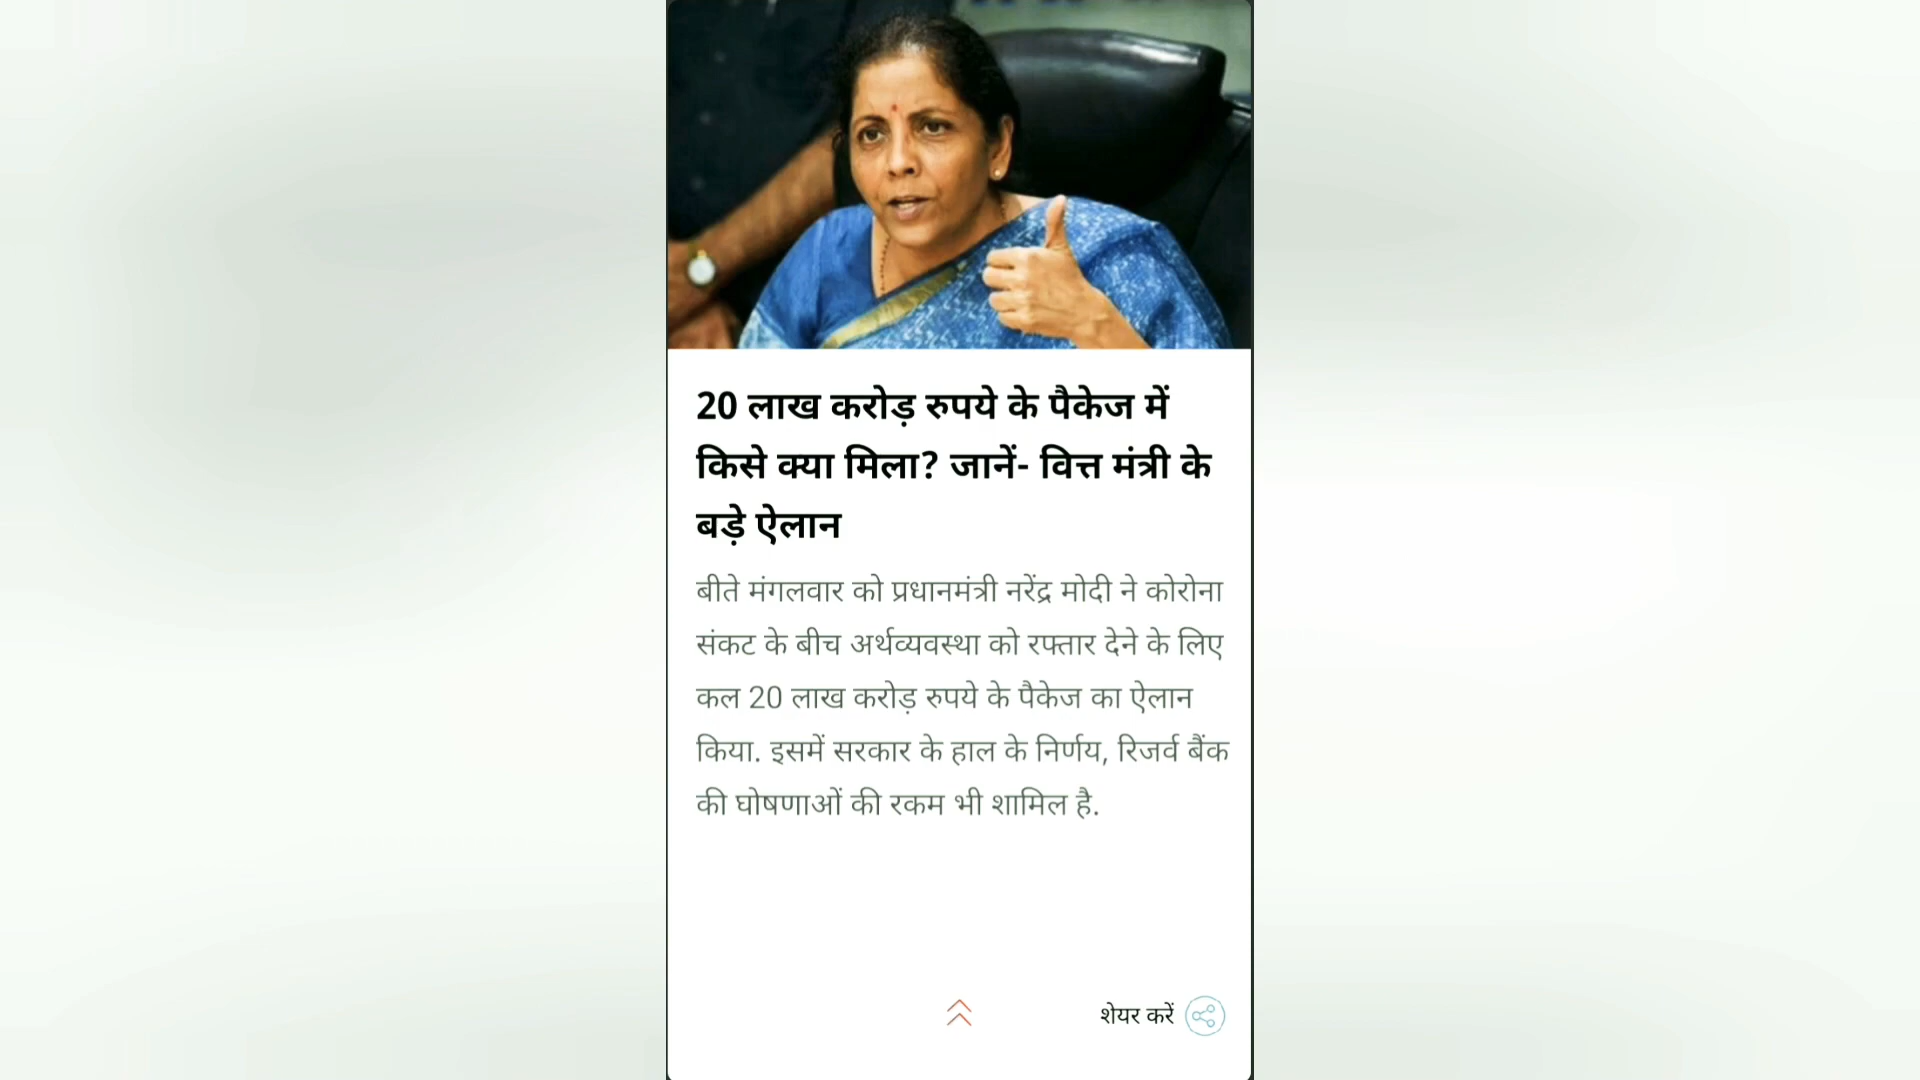 20 लाख करोड़ रुपये के पैकेज में
किसे क्या मिला? जानें- वित्त मंत्री के
बड़े ऐलान
बीते मंगलवार को प्रधानमंत्री नरेंद्र मोदी ने कोरोना
संकट के बीच अर्थव्यवस्था को रफ्तार देने के लिए
कल 20 लाख करोड़ रुपये के पैकेज का ऐलान
किया. इसमें सरकार के हाल के निर्णय, रिजर्व बैंक
की घोषणाओं की रकम भी शामिल है.
शेयर करें